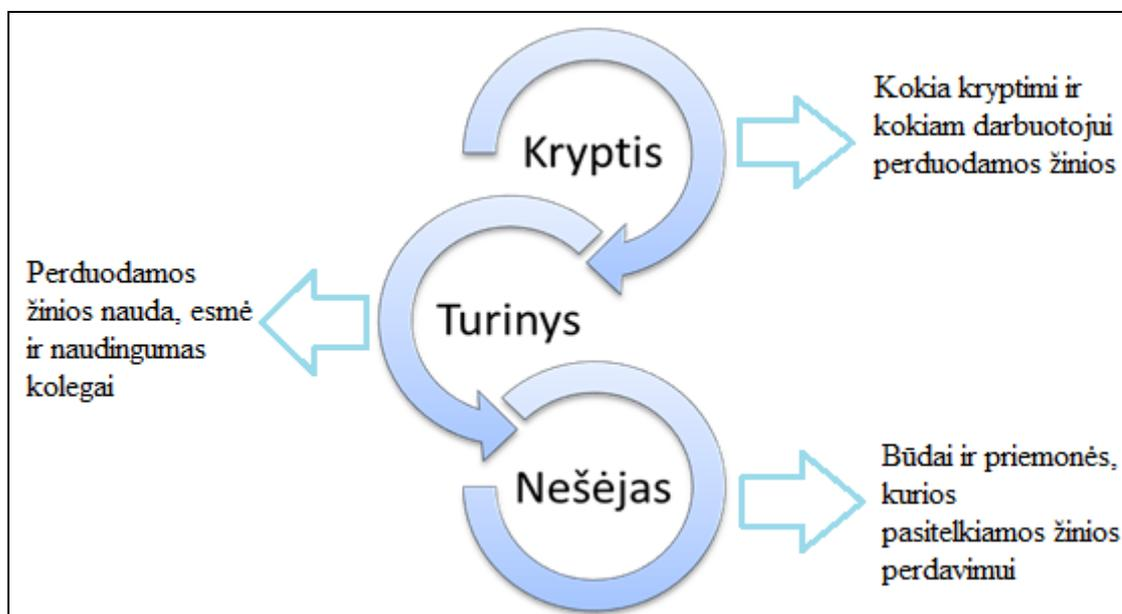 Kryptis
Kokia kryptimi ir
kokiam darbuotojui
perduodamos žinios
Turinys
Perduodamos
žinios nauda, esmė
ir naudingumas
kolegai
Nešėjas
Būdai ir priemonės,
kurios
pasitelkiamos žinios
perdavimui